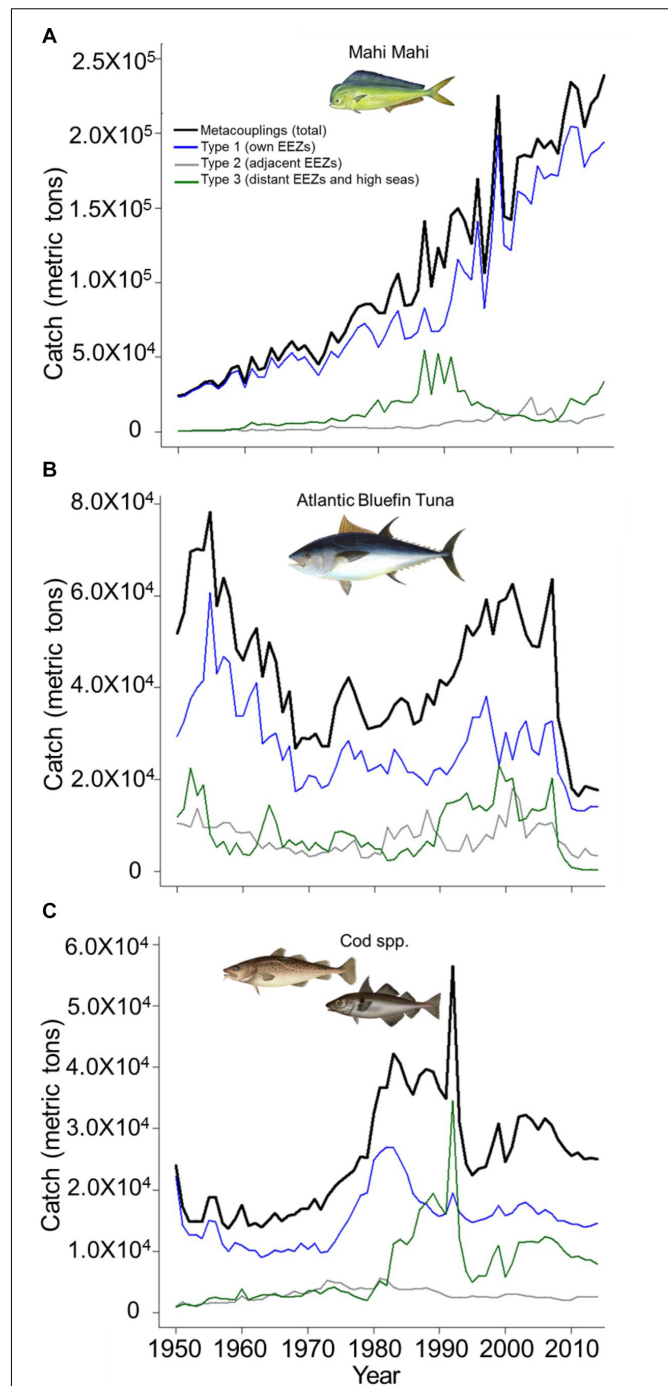 A
Mahi Mahi
2.5X10⁵
2.0X10⁵
1.5X10⁵
1.0X10⁵
5.0X10⁴
0
Catch (metric tons)
Metacouplings (total)
Type 1 (own EEZs)
Type 2 (adjacent EEZs)
Type 3 (distant EEZs and high seas)
B
Atlantic Bluefin Tuna
8.0X10⁴
6.0X10⁴
4.0X10⁴
2.0X10⁴
0
Catch (metric tons)
C
Cod spp.
6.0X10⁴
5.0X10⁴
4.0X10⁴
3.0X10⁴
2.0X10⁴
1.0X10⁴
0
Catch (metric tons)
1950 1960 1970 1980 1990 2000 2010
Year